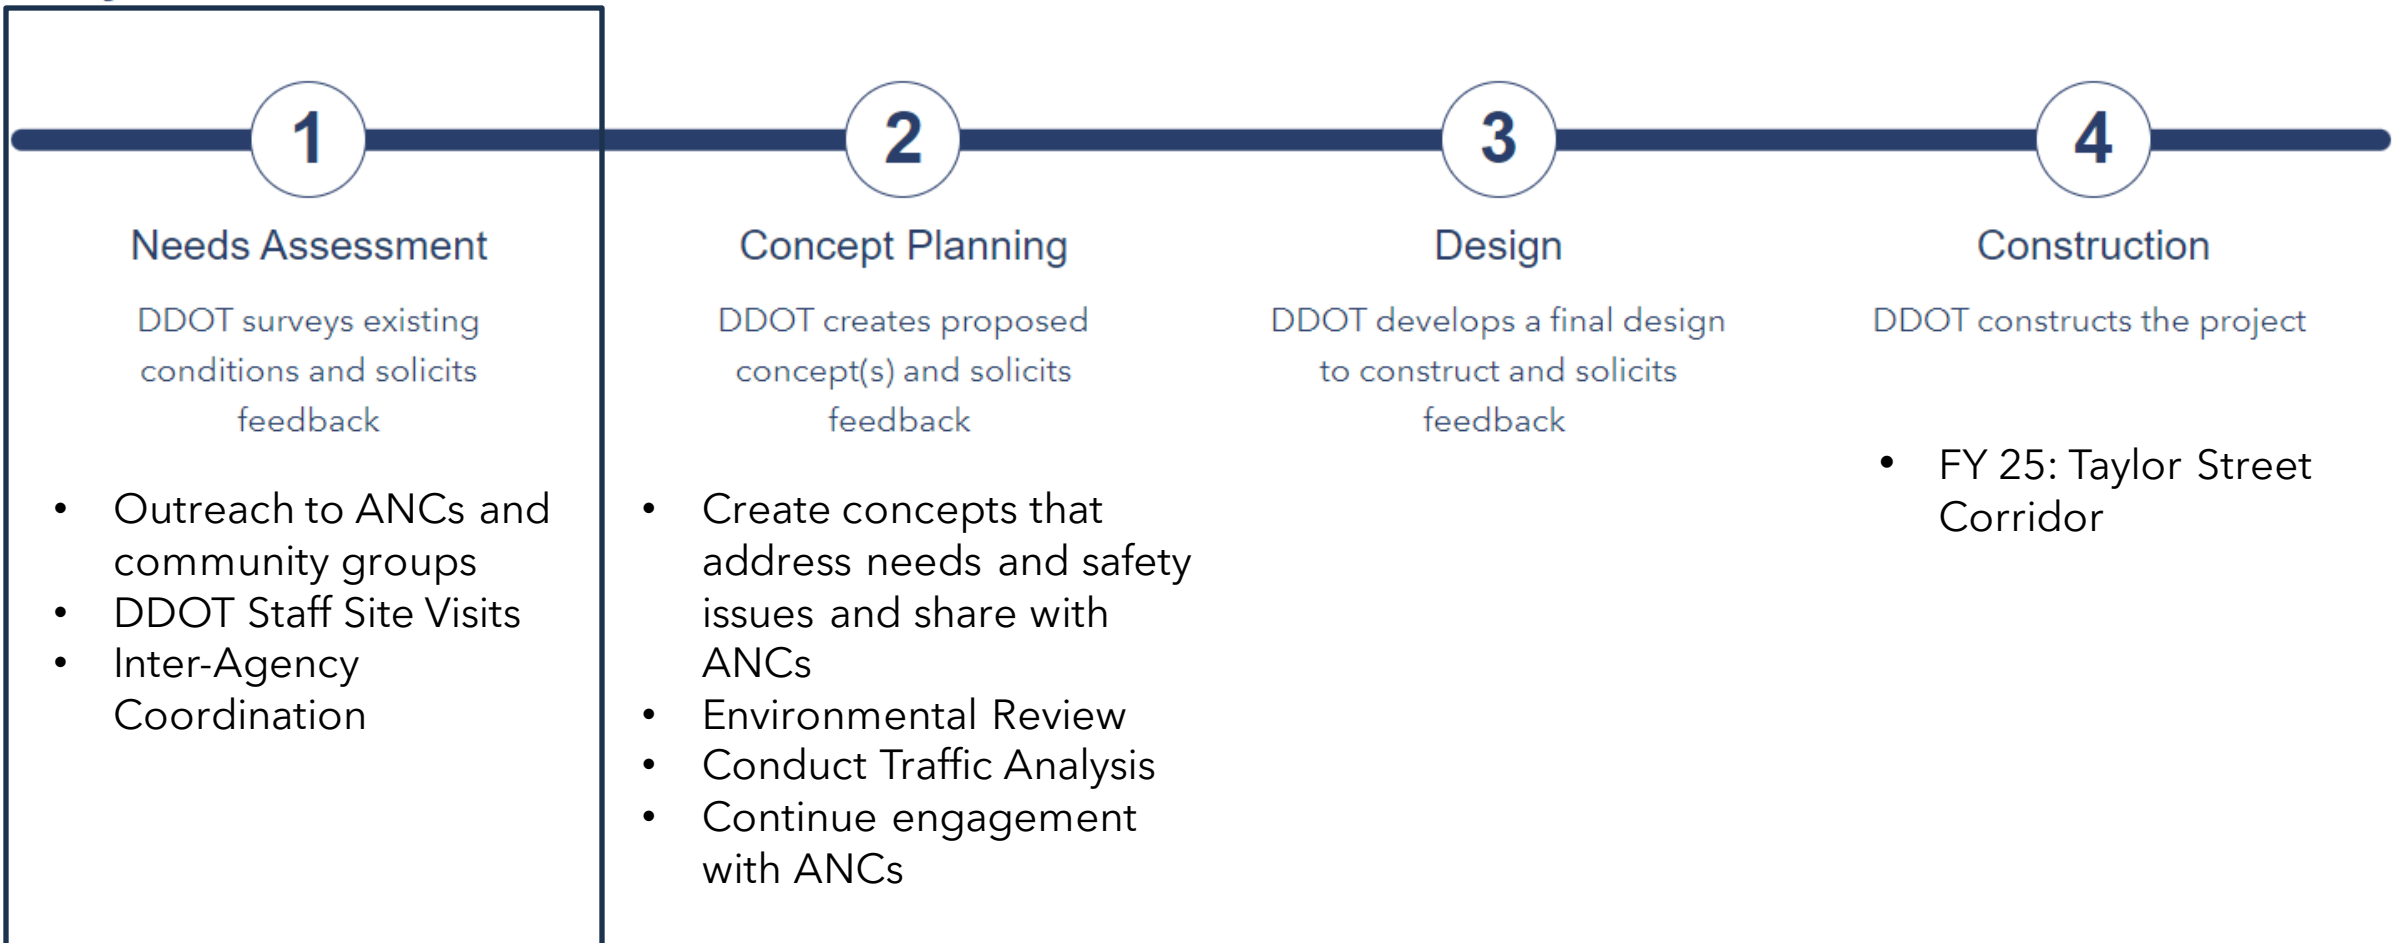 1
Needs Assessment
DDOT surveys existing
conditions and solicits
feedback
• Outreach to ANCs and
community groups
• DDOT Staff Site Visits
• Inter-Agency
Coordination
2
Concept Planning
DDOT creates proposed
concept(s) and solicits
feedback
• Create concepts that
address needs and safety
issues and share with
ANCs
• Environmental Review
• Conduct Traffic Analysis
• Continue engagement
with ANCs
3
Design
DDOT develops a final design
to construct and solicits
feedback
4
Construction
DDOT constructs the project
• FY 25: Taylor Street
Corridor